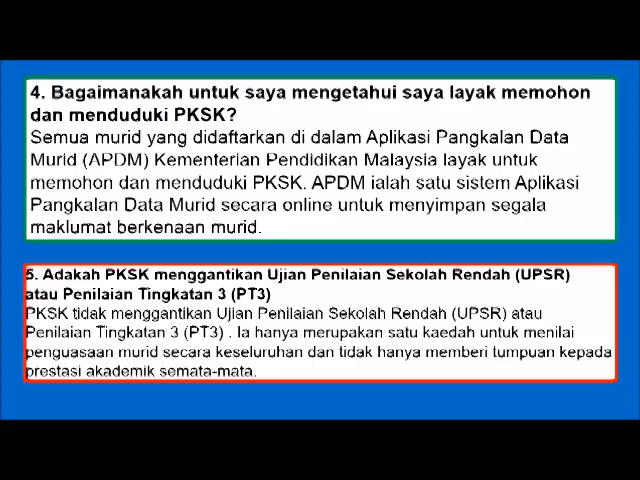 4. Bagaimanakah untuk saya mengetahui saya layak memohon
dan menduduki PKSK?
Semua murid yang didaftarkan di dalam Aplikasi Pangkalan Data
Murid (APDM) Kementerian Pendidikan Malaysia layak untuk
memohon dan menduduki PKSK. APDM ialah satu sistem Aplikasi
Pangkalan Data Murid secara online untuk menyimpan segala
maklumat berkenaan murid.
5. Adakah PKSK menggantikan Ujian Penilaian Sekolah Rendah (UPSR)
atau Penilaian Tingkatan 3 (PT3)
PKSK tidak menggantikan Ujian Penilaian Sekolah Rendah (UPSR) atau
Penilaian Tingkatan 3 (PT3) . Ia hanya merupakan satu kaedah untuk menilai
penguasaan murid secara keseluruhan dan tidak hanya memberi tumpuan kepada
prestasi akademik semata-mata.